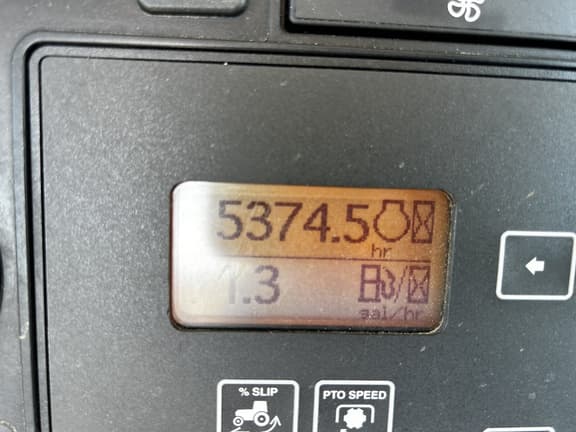 5374.5
hr
1.3
gal/hr
% SLIP
PTO SPEED